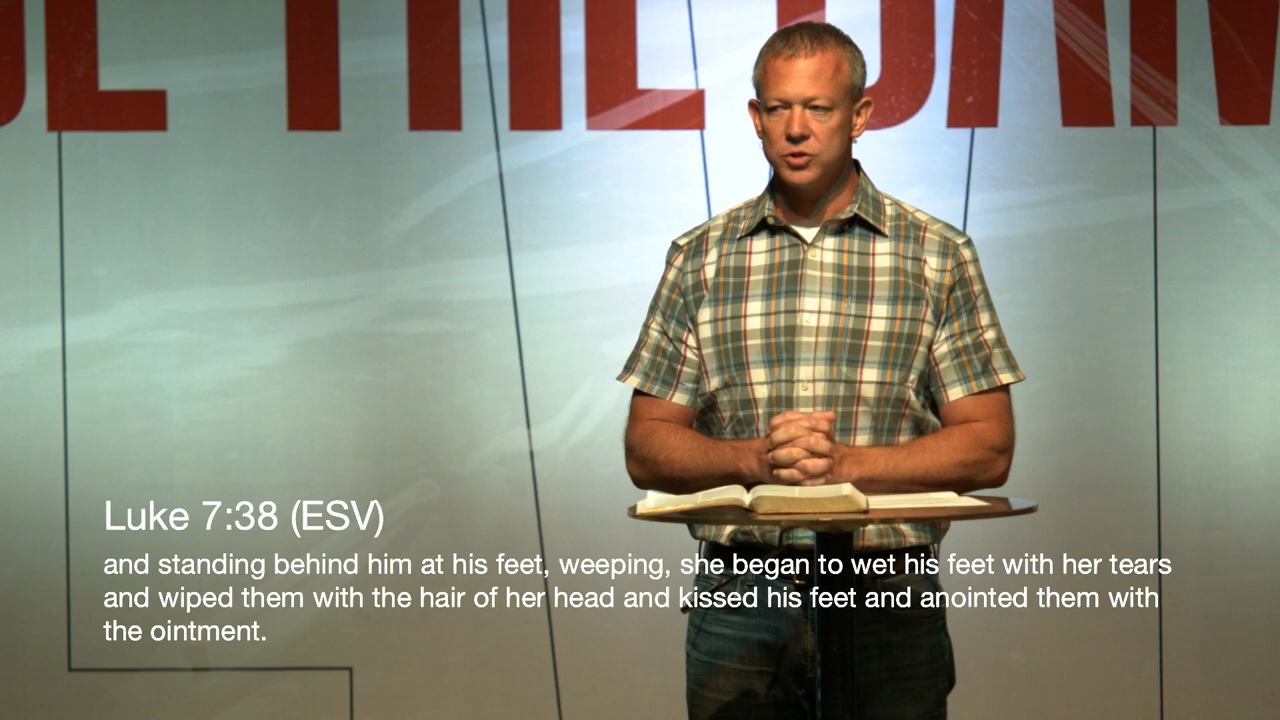 THE
Luke 7:38 (ESV)
and standing behind him at his feet, weeping, she began to wet his feet with her tears
and wiped them with the hair of her head and kissed his feet and anointed them with
the ointment.